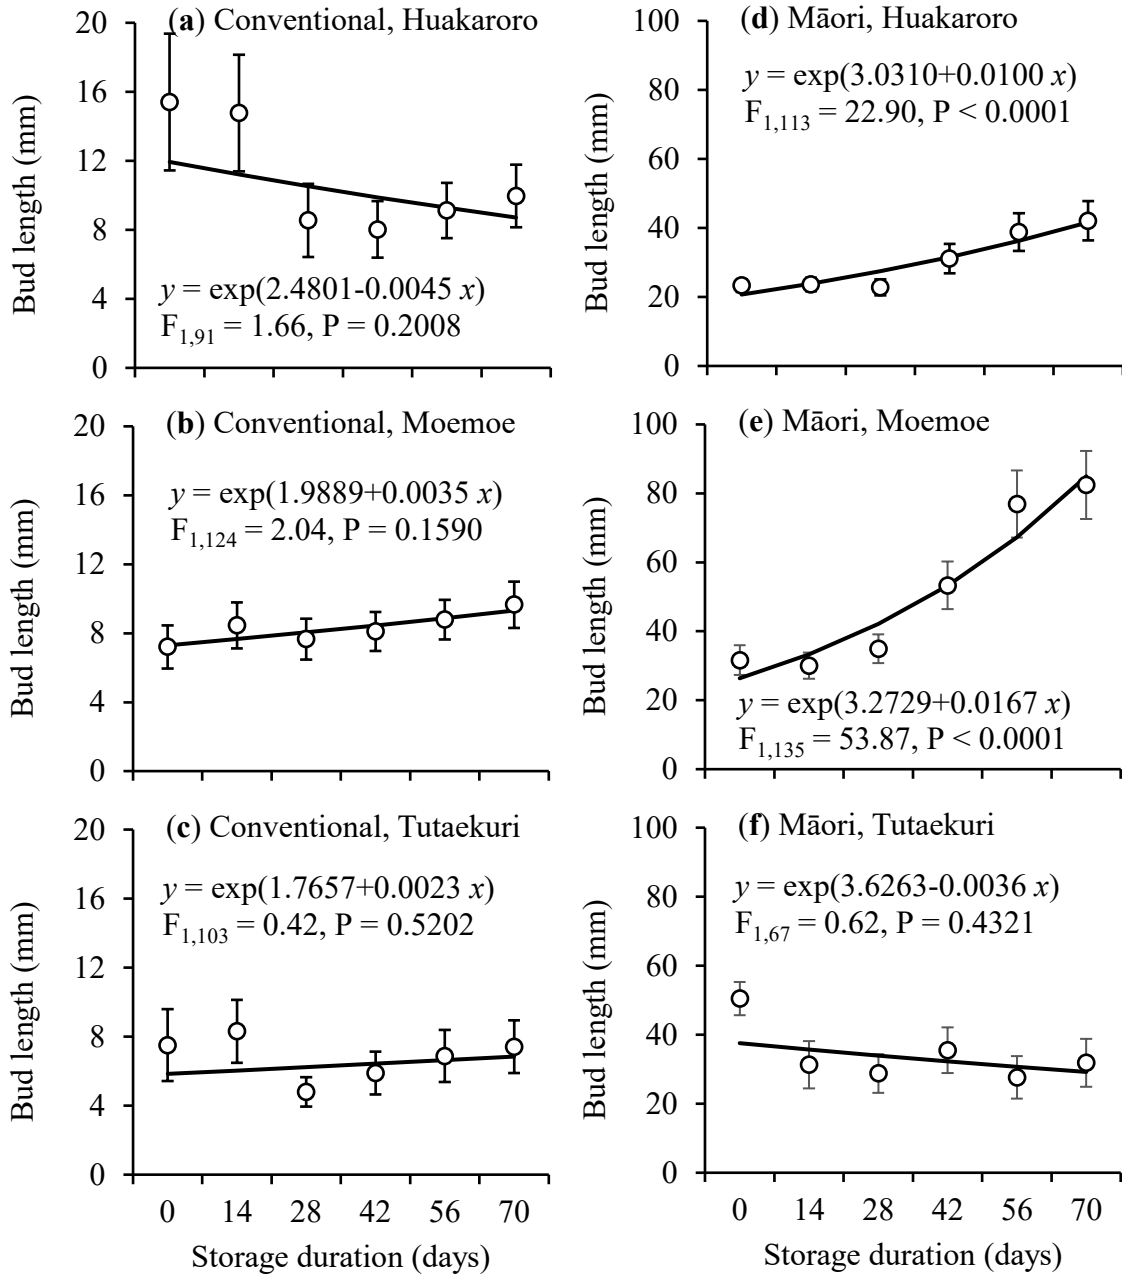 (a) Conventional, Huakaroro
20
16
12
8
4
0
Bud length (mm)
y = exp(2.4801-0.0045 x)
F1,91 = 1.66, P = 0.2008
(d) Māori, Huakaroro
100
80
60
40
20
0
Bud length (mm)
y = exp(3.0310+0.0100 x)
F1,113 = 22.90, P < 0.0001
(b) Conventional, Moemoe
20
16
12
8
4
0
Bud length (mm)
y = exp(1.9889+0.0035 x)
F1,124 = 2.04, P = 0.1590
(e) Māori, Moemoe
100
80
60
40
20
0
Bud length (mm)
y = exp(3.2729+0.0167 x)
F1,135 = 53.87, P < 0.0001
(c) Conventional, Tutaekuri
20
16
12
8
4
0
Bud length (mm)
y = exp(1.7657+0.0023 x)
F1,103 = 0.42, P = 0.5202
0 14 28 42 56 70
Storage duration (days)
(f) Māori, Tutaekuri
100
80
60
40
20
0
Bud length (mm)
y = exp(3.6263-0.0036 x)
F1,67 = 0.62, P = 0.4321
0 14 28 42 56 70
Storage duration (days)